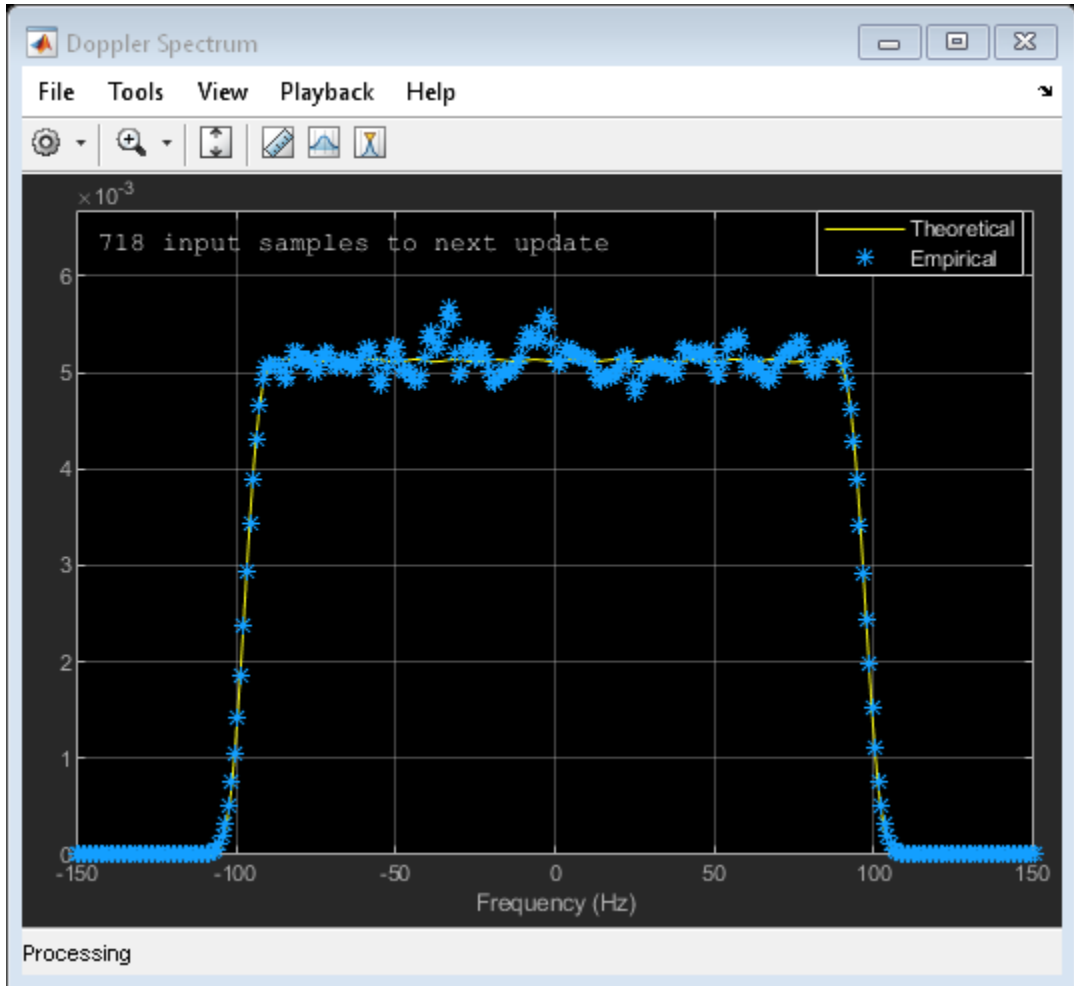 Doppler Spectrum
File Tools View Playback Help
×10⁻³
718 input samples to next update
Theoretical
Empirical
6
5
4
3
2
1
0
-150 -100 -50 0 50 100 150
Frequency (Hz)
Processing